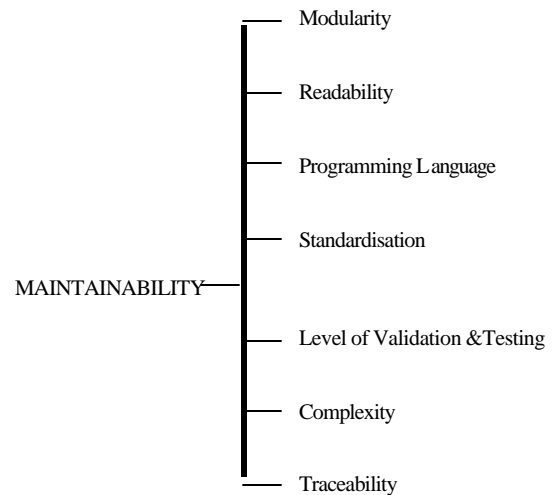 Modularity
Readability
Programming Language
Standardisation
MAINTAINABILITY
Level of Validation &Testing
Complexity
Traceability